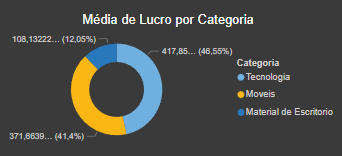 Média de Lucro por Categoria
108,13222... (12,05%)
417,85... (46,55%)
Categoria
Tecnologia
Moveis
Material de Escritorio
371,6639... (41,4%)